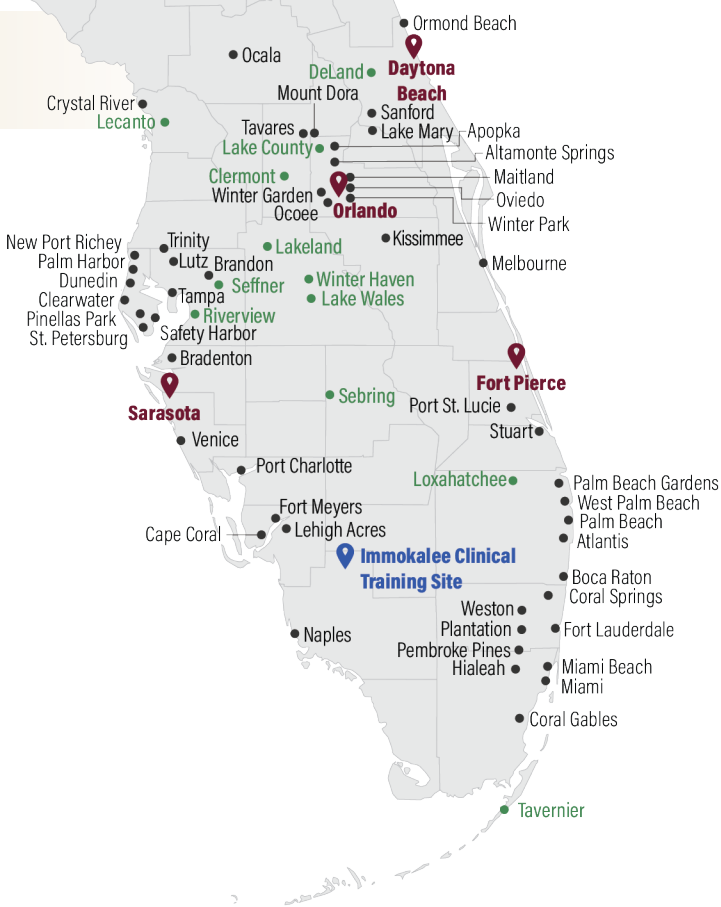 Ormond Beach
Ocala
DeLand
Daytona
Beach
Mount Dora
Crystal River
Lecanto
Sanford
Tavares
Lake Mary
Apopka
Lake County
Altamonte Springs
Clermont
Maitland
Winter Garden
Oviedo
Ocoee
Orlando
Winter Park
Kissimmee
New Port Richey
Trinity
Lakeland
Palm Harbor
Lutz
Brandon
Melbourne
Dunedin
Seffner
Winter Haven
Clearwater
Tampa
Lake Wales
Pinellas Park
Riverview
St. Petersburg
Safety Harbor
Bradenton
Fort Pierce
Sarasota
Sebring
Port St. Lucie
Venice
Stuart
Port Charlotte
Loxahatchee
Palm Beach Gardens
West Palm Beach
Fort Meyers
Palm Beach
Cape Coral
Lehigh Acres
Atlantis
Immokalee Clinical
Training Site
Boca Raton
Coral Springs
Weston
Plantation
Fort Lauderdale
Naples
Pembroke Pines
Hialeah
Miami Beach
Miami
Coral Gables
Tavernier